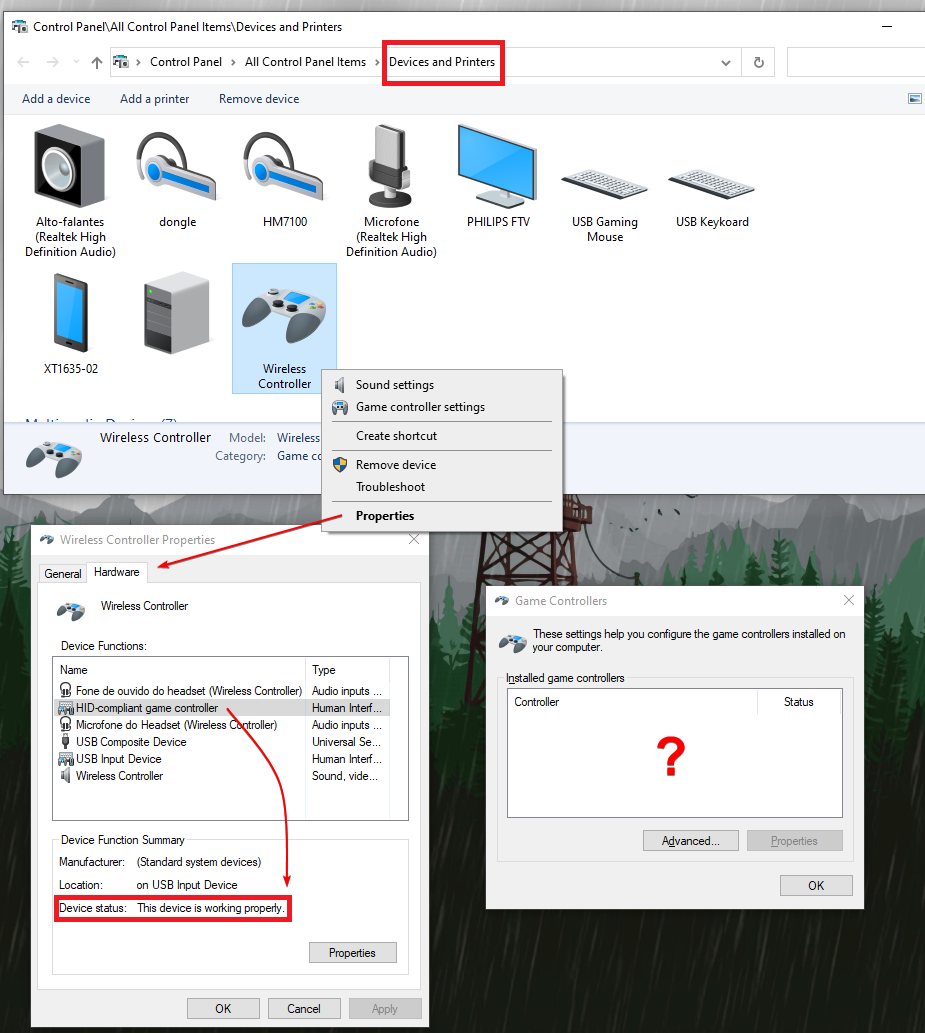 Control Panel\All Control Panel Items\Devices and Printers
Control Panel > All Control Panel Items > Devices and Printers
Add a device Add a printer Remove device
Alto-falantes
(Realtek High
Definition Audio)
dongle
HM7100
Microfone
(Realtek High
Definition Audio)
PHILIPS FTV
USB Gaming
Mouse
USB Keykoard
XT1635-02
Wireless
Controller
Wireless Controller
Model: Wireless
Category: Game co
Sound settings
Game controller settings
Create shortcut
Remove device
Troubleshoot
Properties
Wireless Controller Properties
General Hardware
Wireless Controller
Device Functions:
Name Type
Fone de ouvido do headset (Wireless Controller) Audio inputs ...
HID-compliant game controller Human Interf...
Microfone do Headset (Wireless Controller) Audio inputs ...
USB Composite Device Universal Se...
USB Input Device Human Interf...
Wireless Controller Sound, vide...
Device Function Summary
Manufacturer: (Standard system devices)
Location: on USB Input Device
Device status: This device is working properly.
Properties
OK Cancel Apply
Game Controllers
These settings help you configure the game controllers installed on
your computer.
Installed game controllers
Controller Status
?
Advanced... Properties
OK